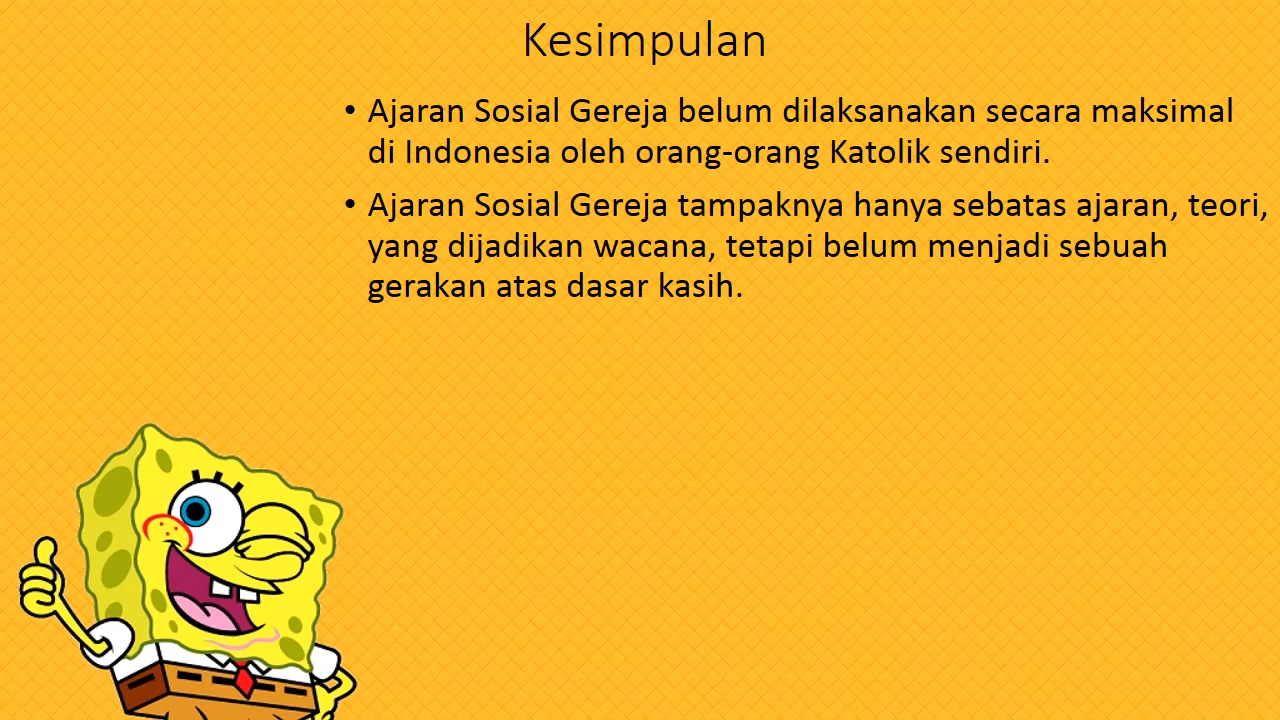 Kesimpulan
• Ajaran Sosial Gereja belum dilaksanakan secara maksimal
di Indonesia oleh orang-orang Katolik sendiri.
• Ajaran Sosial Gereja tampaknya hanya sebatas ajaran, teori,
yang dijadikan wacana, tetapi belum menjadi sebuah
gerakan atas dasar kasih.